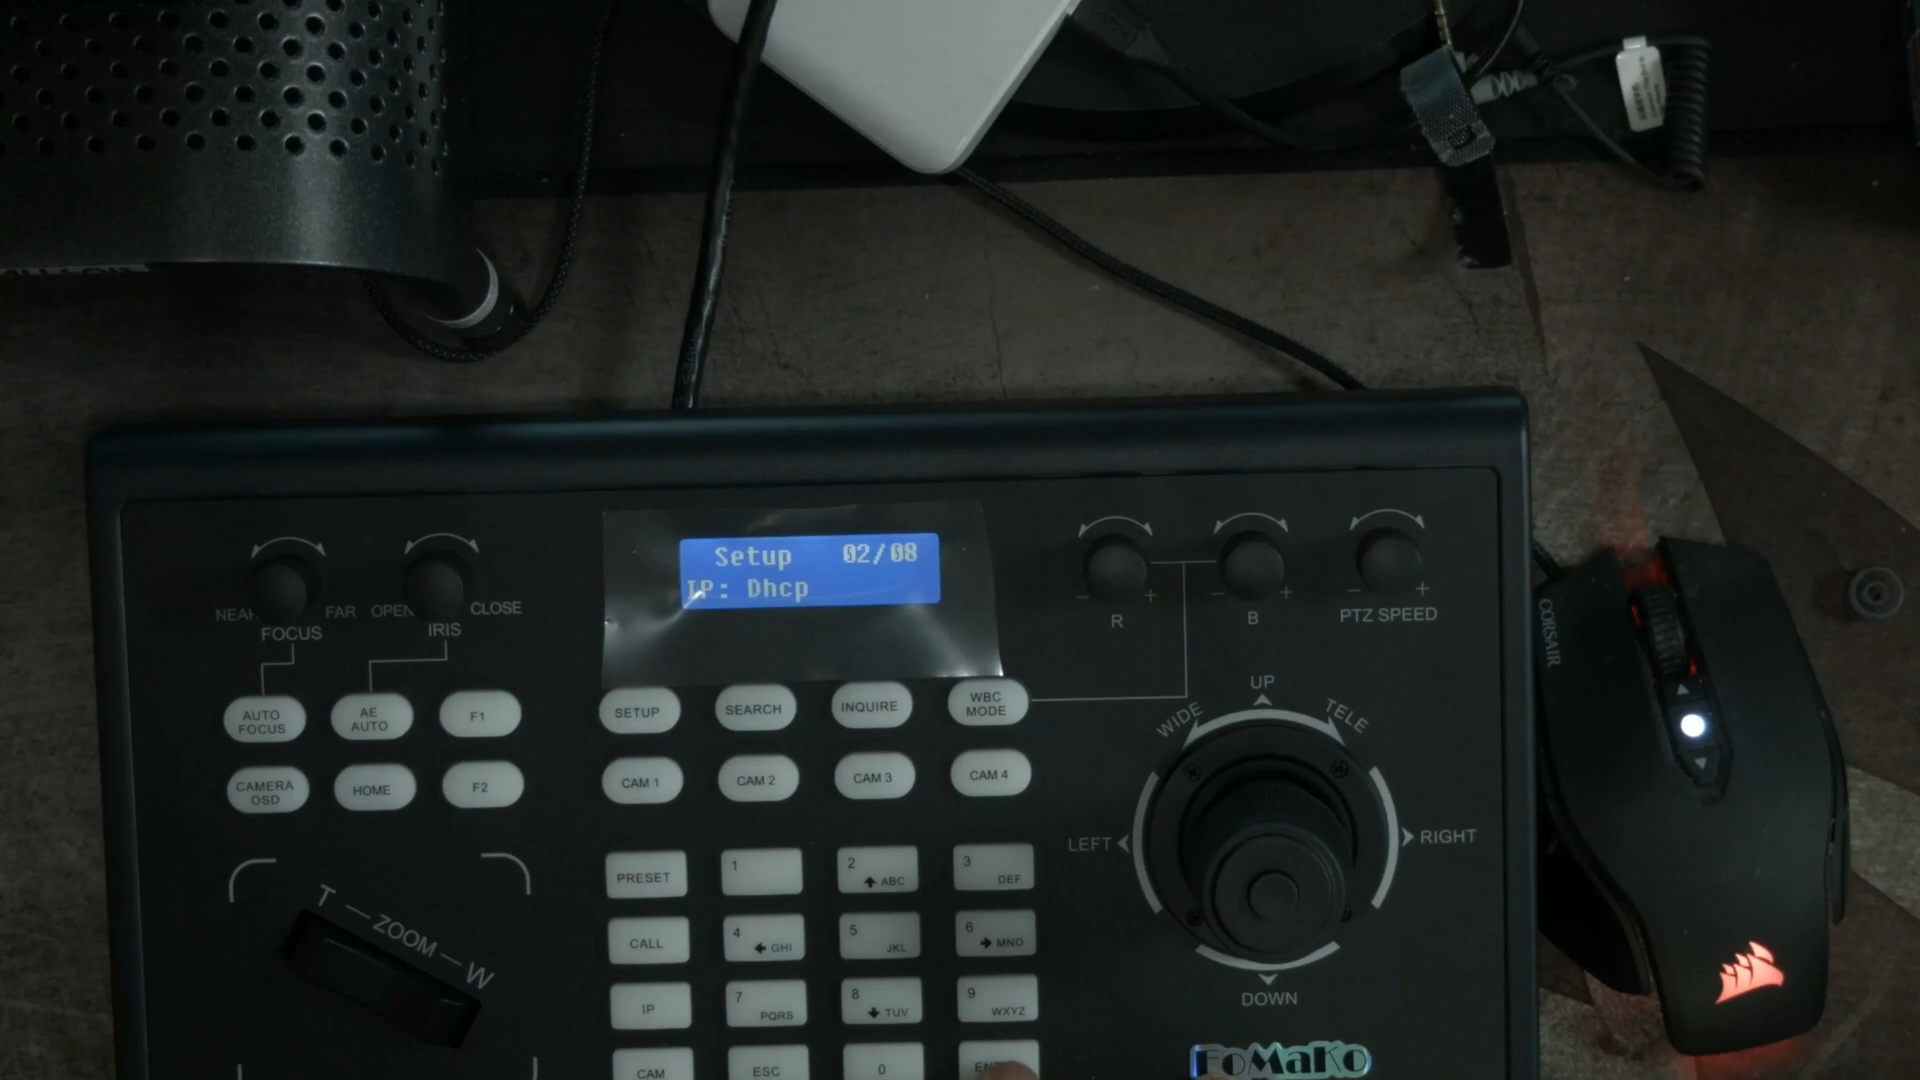 Setup 02/08
IP: Dhcp
NEAR
FAR
FOCUS
OPEN
CLOSE
IRIS
R
B
PTZ SPEED
− +
− +
− +
AUTO FOCUS
AE AUTO
F1
SETUP
SEARCH
INQUIRE
WBC MODE
CAMERA OSD
HOME
F2
CAM 1
CAM 2
CAM 3
CAM 4
UP
WIDE
TELE
LEFT
RIGHT
DOWN
T — ZOOM — W
PRESET
1
2 ABC
3 DEF
CALL
4 GHI
5 JKL
6 MNO
IP
7 PQRS
8 TUV
9 WXYZ
CAM
ESC
0
FoMaKo
CORSAIR